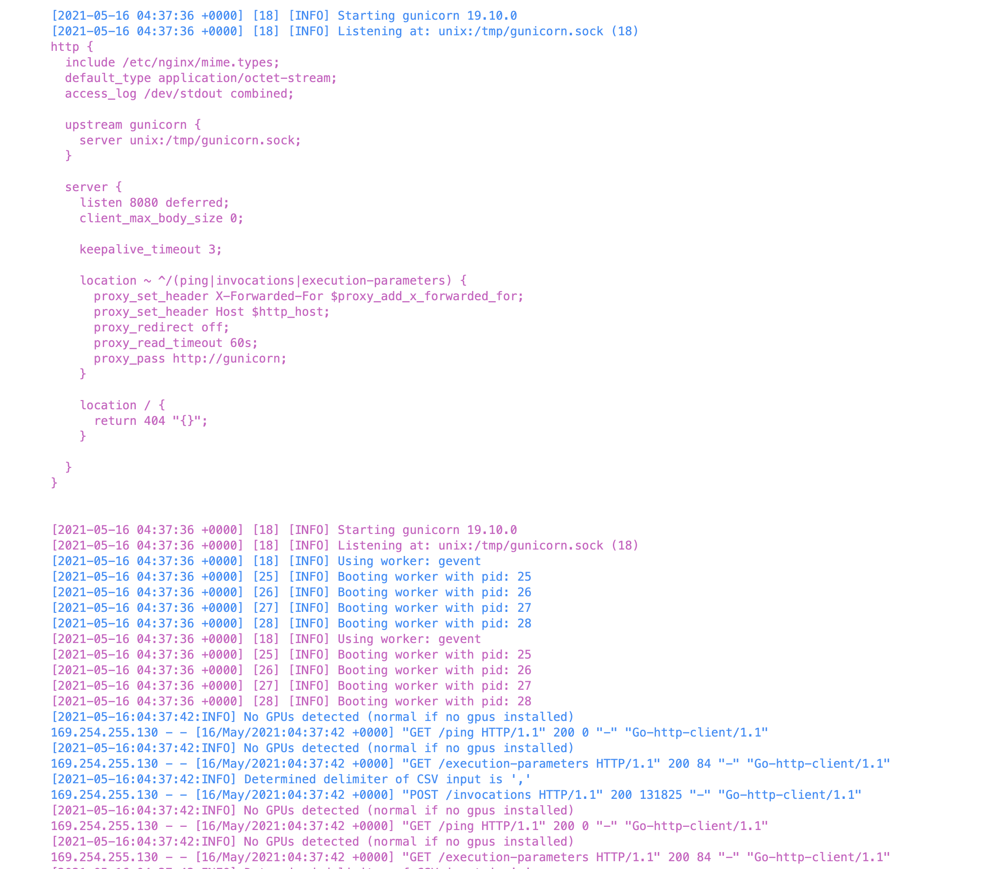 [2021-05-16 04:37:36 +0000] [18] [INFO] Starting gunicorn 19.10.0
[2021-05-16 04:37:36 +0000] [18] [INFO] Listening at: unix:/tmp/gunicorn.sock (18)
http {
  include /etc/nginx/mime.types;
  default_type application/octet-stream;
  access_log /dev/stdout combined;

  upstream gunicorn {
    server unix:/tmp/gunicorn.sock;
  }

  server {
    listen 8080 deferred;
    client_max_body_size 0;

    keepalive_timeout 3;

    location ~ ^/(ping|invocations|execution-parameters) {
      proxy_set_header X-Forwarded-For $proxy_add_x_forwarded_for;
      proxy_set_header Host $http_host;
      proxy_redirect off;
      proxy_read_timeout 60s;
      proxy_pass http://gunicorn;
    }

    location / {
      return 404 "{}";
    }

  }
}

[2021-05-16 04:37:36 +0000] [18] [INFO] Starting gunicorn 19.10.0
[2021-05-16 04:37:36 +0000] [18] [INFO] Listening at: unix:/tmp/gunicorn.sock (18)
[2021-05-16 04:37:36 +0000] [18] [INFO] Using worker: gevent
[2021-05-16 04:37:36 +0000] [25] [INFO] Booting worker with pid: 25
[2021-05-16 04:37:36 +0000] [26] [INFO] Booting worker with pid: 26
[2021-05-16 04:37:36 +0000] [27] [INFO] Booting worker with pid: 27
[2021-05-16 04:37:36 +0000] [28] [INFO] Booting worker with pid: 28
[2021-05-16 04:37:36 +0000] [18] [INFO] Using worker: gevent
[2021-05-16 04:37:36 +0000] [25] [INFO] Booting worker with pid: 25
[2021-05-16 04:37:36 +0000] [26] [INFO] Booting worker with pid: 26
[2021-05-16 04:37:36 +0000] [27] [INFO] Booting worker with pid: 27
[2021-05-16 04:37:36 +0000] [28] [INFO] Booting worker with pid: 28
[2021-05-16:04:37:42:INFO] No GPUs detected (normal if no gpus installed)
169.254.255.130 - - [16/May/2021:04:37:42 +0000] "GET /ping HTTP/1.1" 200 0 "-" "Go-http-client/1.1"
[2021-05-16:04:37:42:INFO] No GPUs detected (normal if no gpus installed)
169.254.255.130 - - [16/May/2021:04:37:42 +0000] "GET /execution-parameters HTTP/1.1" 200 84 "-" "Go-http-client/1.1"
[2021-05-16:04:37:42:INFO] Determined delimiter of CSV input is ','
169.254.255.130 - - [16/May/2021:04:37:42 +0000] "POST /invocations HTTP/1.1" 200 131825 "-" "Go-http-client/1.1"
[2021-05-16:04:37:42:INFO] No GPUs detected (normal if no gpus installed)
169.254.255.130 - - [16/May/2021:04:37:42 +0000] "GET /ping HTTP/1.1" 200 0 "-" "Go-http-client/1.1"
[2021-05-16:04:37:42:INFO] No GPUs detected (normal if no gpus installed)
169.254.255.130 - - [16/May/2021:04:37:42 +0000] "GET /execution-parameters HTTP/1.1" 200 84 "-" "Go-http-client/1.1"